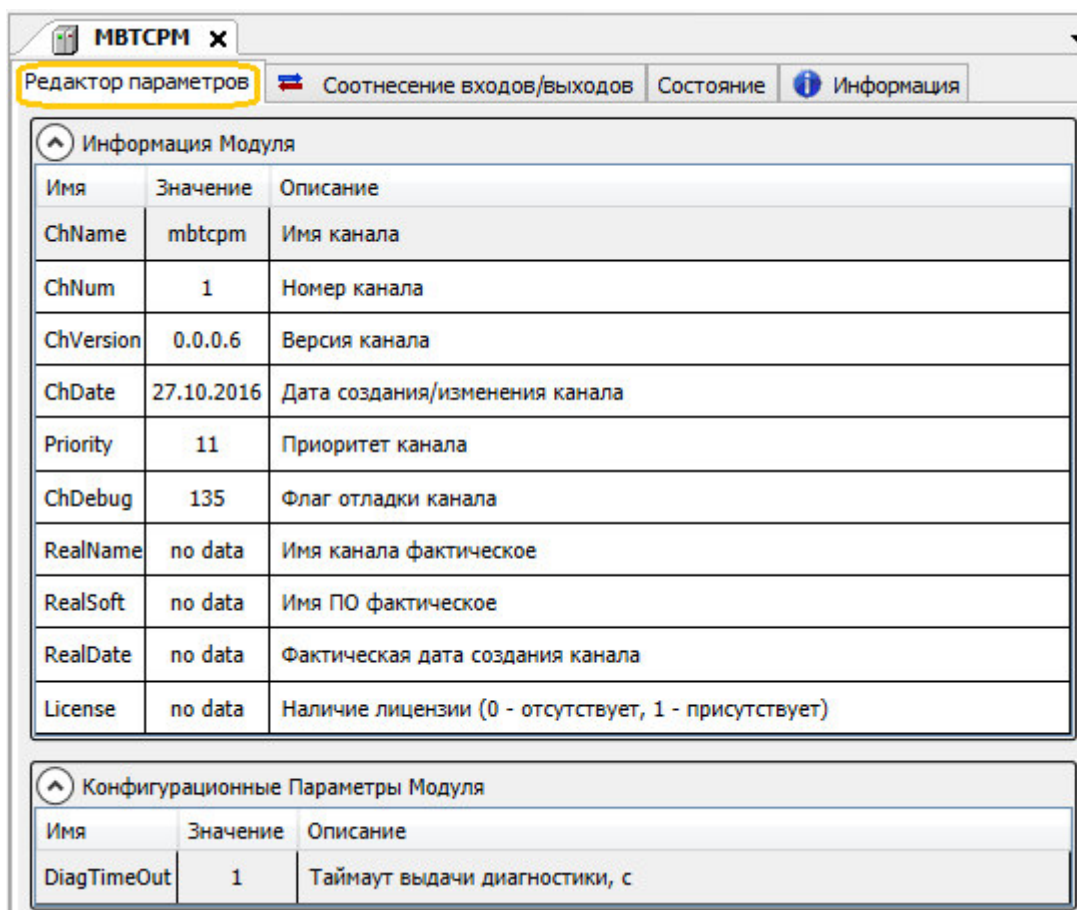 MBTCPM
Редактор параметров Соотнесение входов/выходов Состояние Информация
Информация Модуля
Имя Значение Описание
ChName mbtcpm Имя канала
ChNum 1 Номер канала
ChVersion 0.0.0.6 Версия канала
ChDate 27.10.2016 Дата создания/изменения канала
Priority 11 Приоритет канала
ChDebug 135 Флаг отладки канала
RealName no data Имя канала фактическое
RealSoft no data Имя ПО фактическое
RealDate no data Фактическая дата создания канала
License no data Наличие лицензии (0 - отсутствует, 1 - присутствует)
Конфигурационные Параметры Модуля
Имя Значение Описание
DiagTimeOut 1 Таймаут выдачи диагностики, с